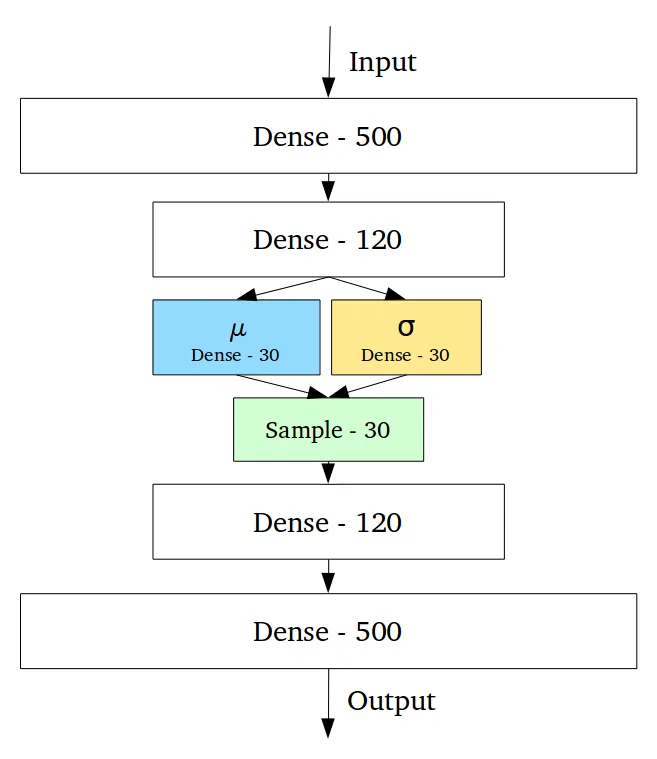 Input
Dense - 500
Dense - 120
μ
Dense - 30
σ
Dense - 30
Sample - 30
Dense - 120
Dense - 500
Output